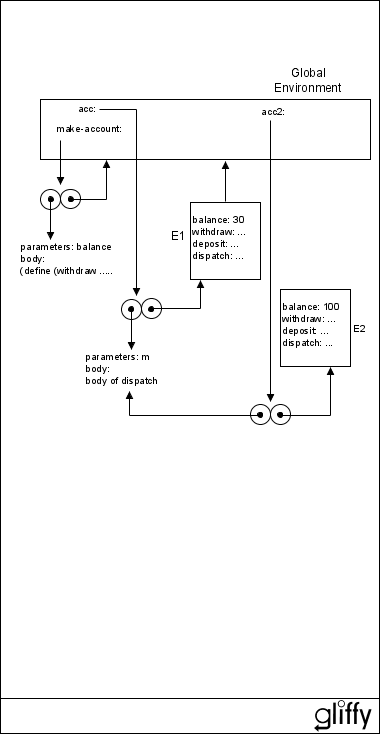 Global
Environment
acc:
acc2:
make-account:
E1
balance: 30
withdraw: ...
deposit: ...
dispatch: ...
parameters: balance
body:
(define (withdraw .....
balance: 100
withdraw: ...
deposit: ...
dispatch: ...
E2
parameters: m
body:
body of dispatch
gliffy